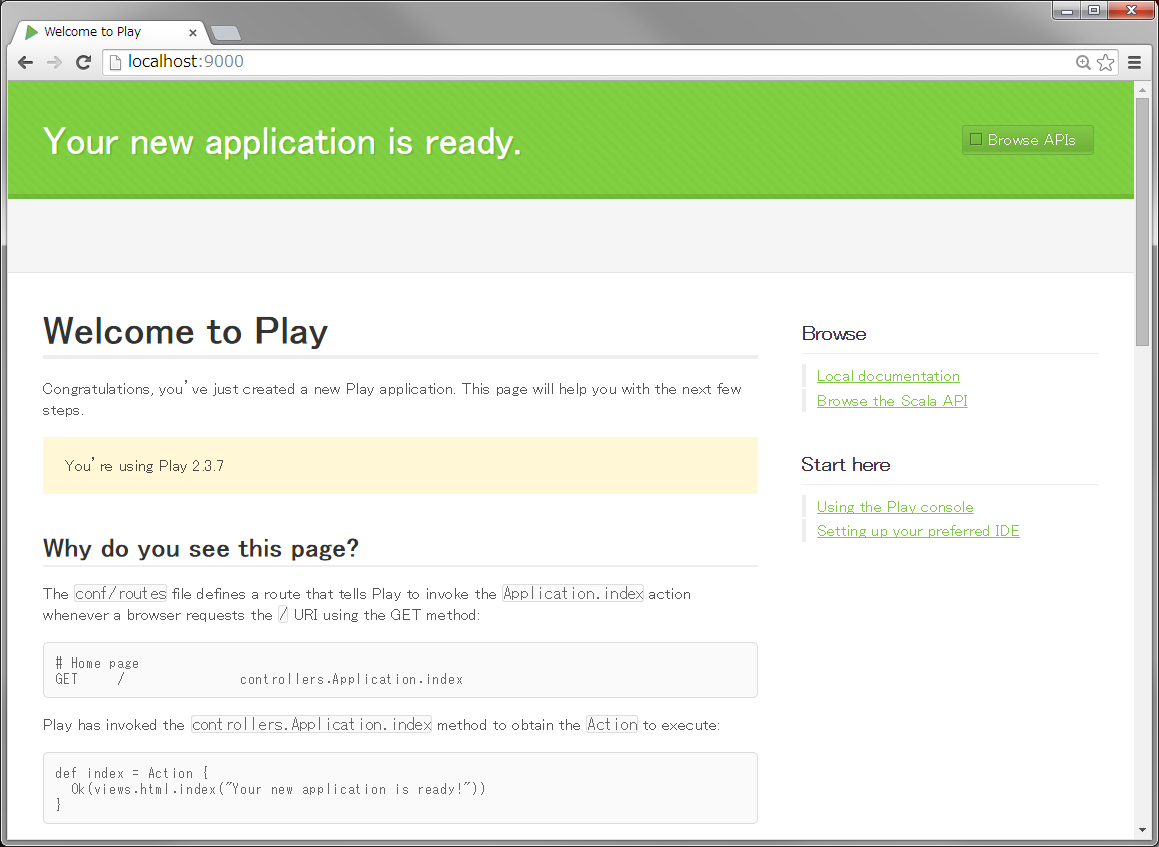 Welcome to Play
localhost:9000
Your new application is ready.
Browse APIs
Welcome to Play
Congratulations, you've just created a new Play application. This page will help you with the next few
steps.
You're using Play 2.3.7
Why do you see this page?
The conf/routes file defines a route that tells Play to invoke the Application.index action
whenever a browser requests the / URI using the GET method:
# Home page
GET     /               controllers.Application.index
Play has invoked the controllers.Application.index method to obtain the Action to execute:
def index = Action {
  Ok(views.html.index("Your new application is ready!"))
}
Browse
Local documentation
Browse the Scala API
Start here
Using the Play console
Setting up your preferred IDE